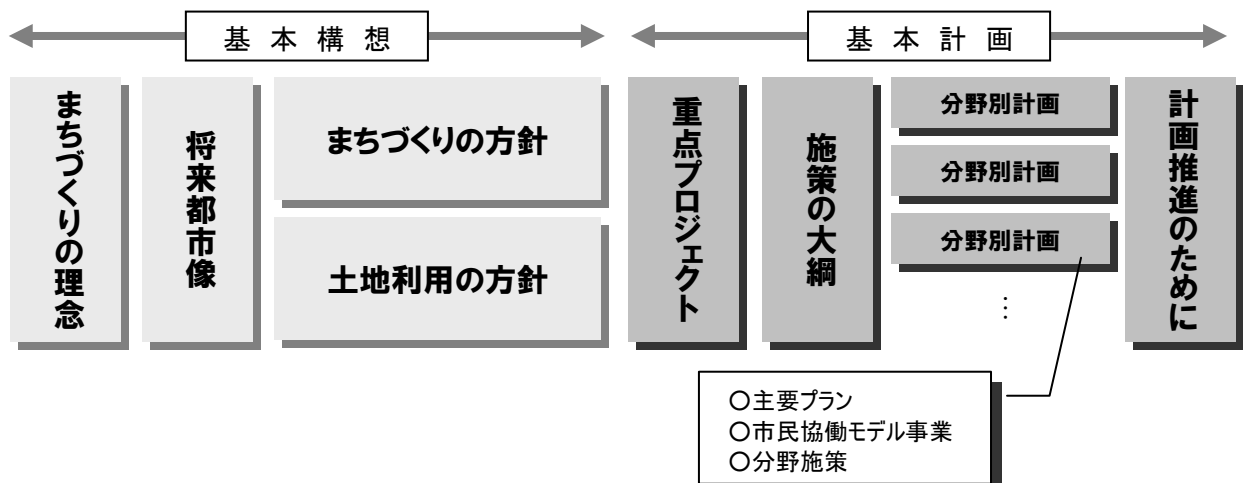 基本構想
基本計画
まちづくりの理念
将来都市像
まちづくりの方針
土地利用の方針
重点プロジェクト
施策の大綱
分野別計画
分野別計画
分野別計画
…
計画推進のために
○主要プラン
○市民協働モデル事業
○分野施策